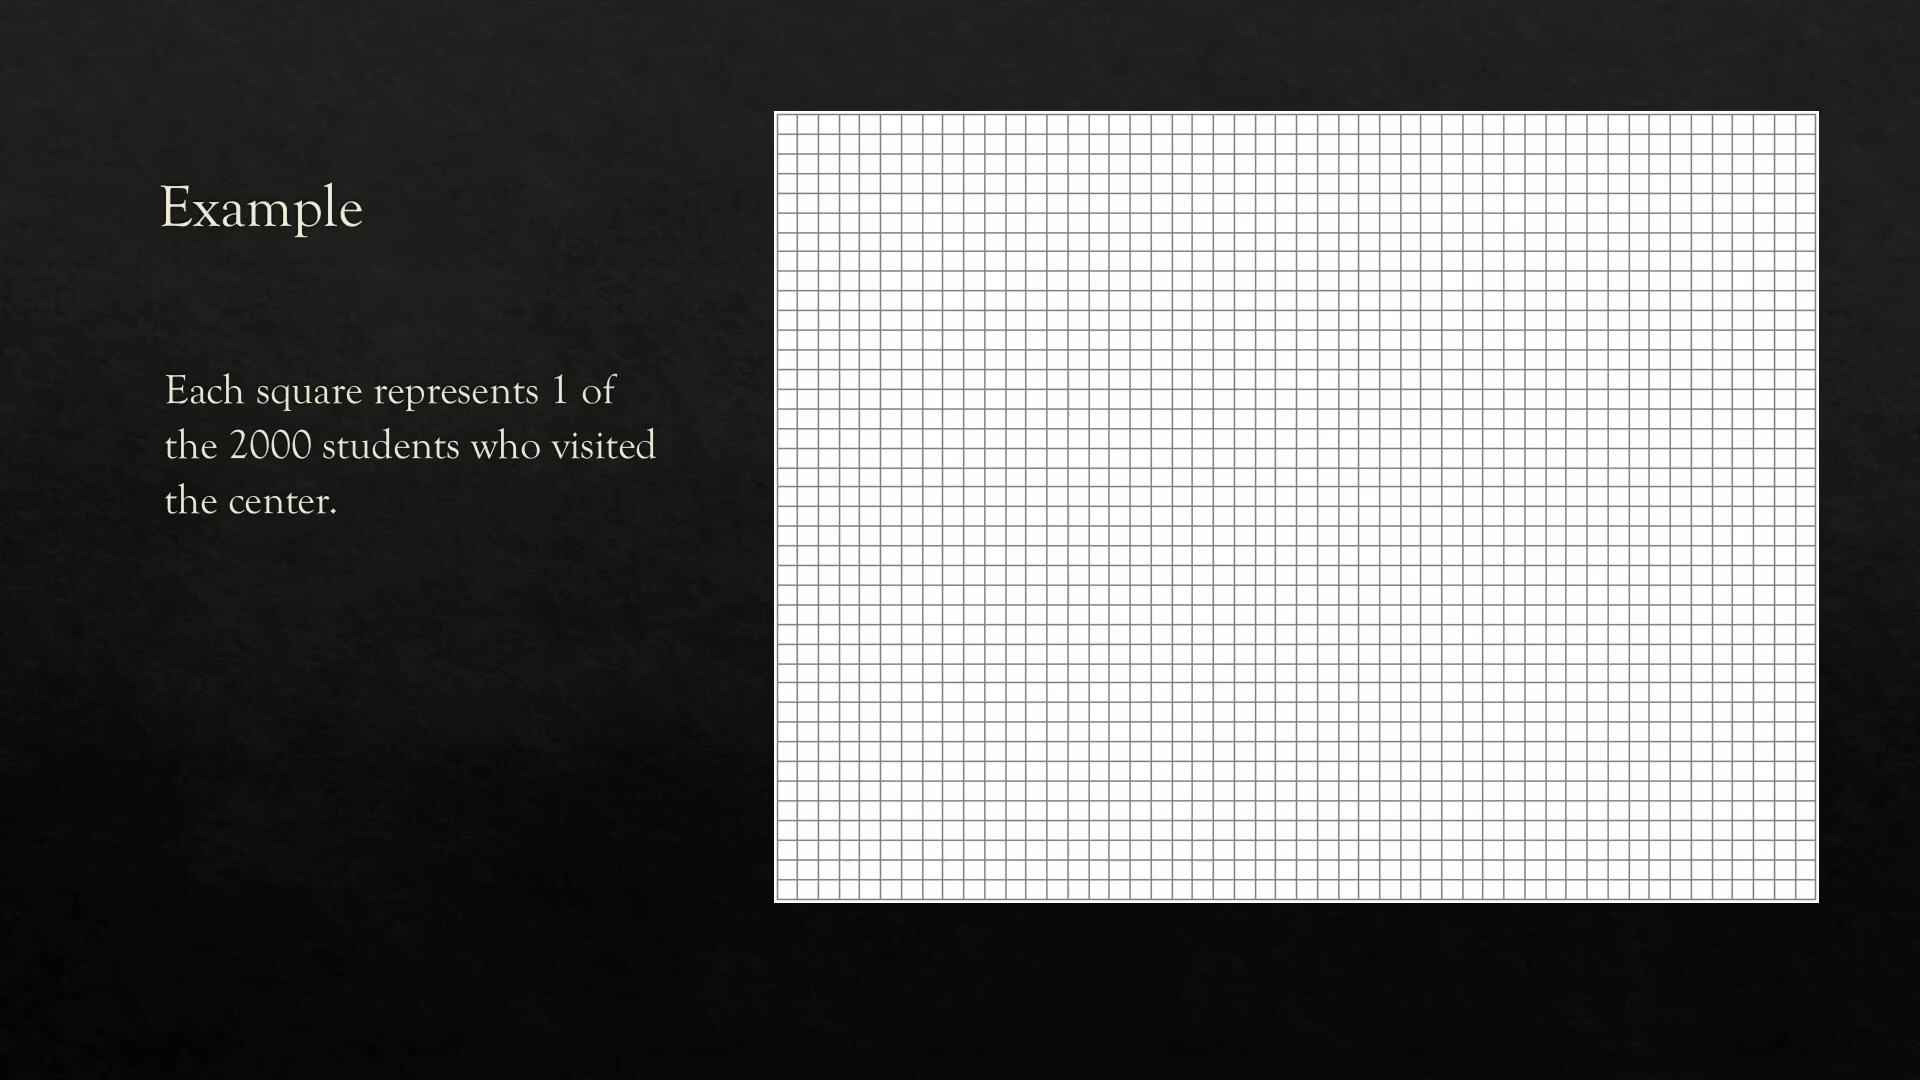 Example
Each square represents 1 of
the 2000 students who visited
the center.